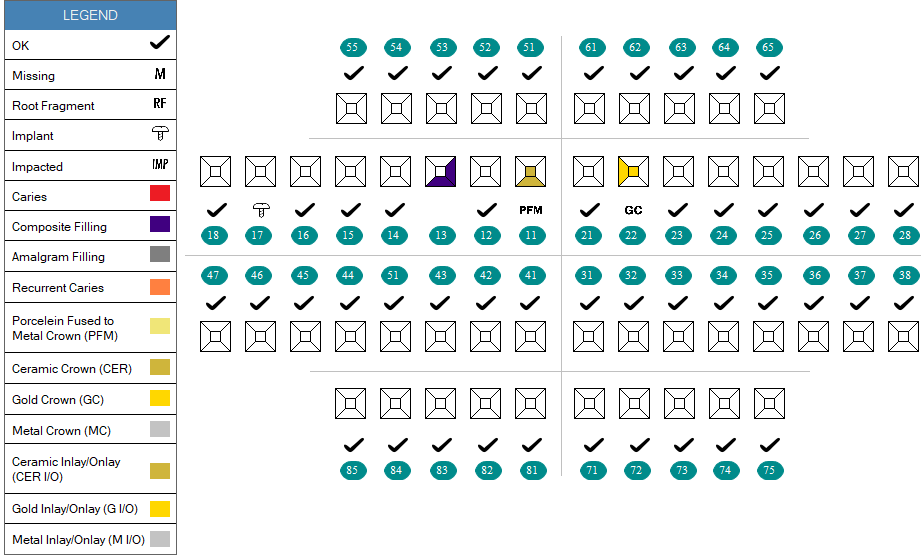 LEGEND
OK
Missing M
Root Fragment RF
Implant
Impacted IMP
Caries
Composite Filling
Amalgram Filling
Recurrent Caries
Porcelein Fused to
Metal Crown (PFM)
Ceramic Crown (CER)
Gold Crown (GC)
Metal Crown (MC)
Ceramic Inlay/Onlay
(CER I/O)
Gold Inlay/Onlay (G I/O)
Metal Inlay/Onlay (M I/O)
55 54 53 52 51 61 62 63 64 65
PFM GC
18 17 16 15 14 13 12 11 21 22 23 24 25 26 27 28
47 46 45 44 51 43 42 41 31 32 33 34 35 36 37 38
85 84 83 82 81 71 72 73 74 75